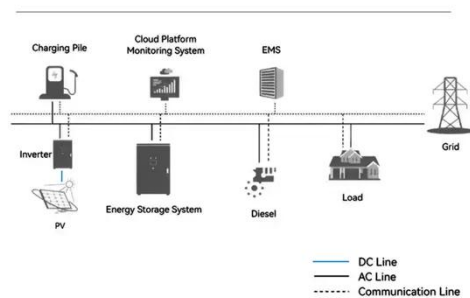 Charging Pile
Cloud Platform
Monitoring System
EMS
Grid
Inverter
PV
Energy Storage System
Diesel
Load
DC Line
AC Line
Communication Line